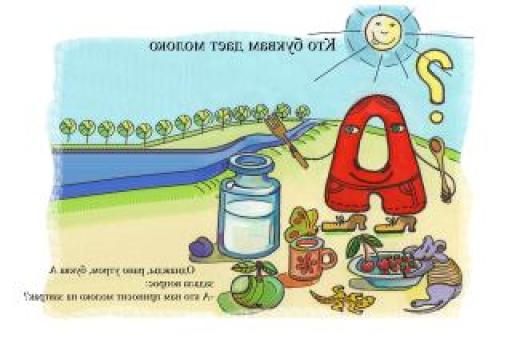 Кто буквам дает молоко
?
А
Однажды, рано утром, буква А
задала вопрос:
-А кто нам приносит молоко на завтрак?